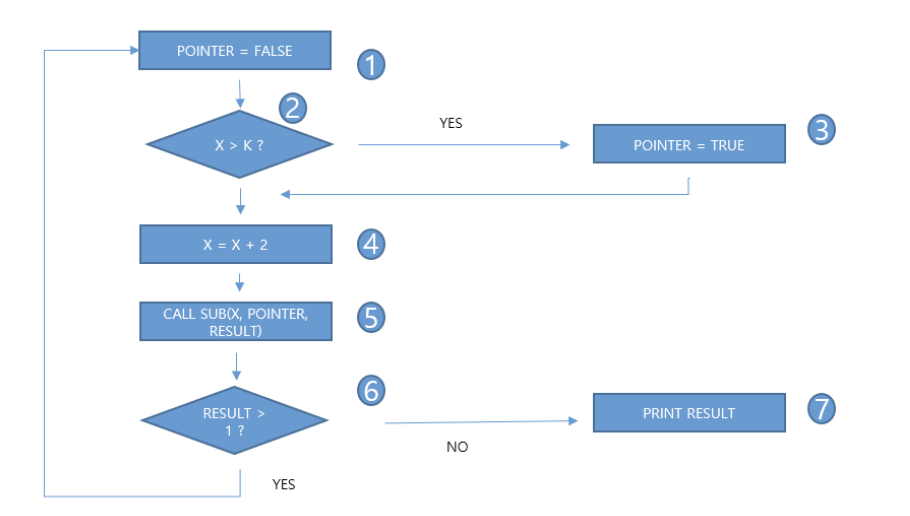 POINTER = FALSE
1
2
X > K ?
YES
POINTER = TRUE
3
X = X + 2
4
CALL SUB(X, POINTER,
RESULT)
5
6
RESULT >
1 ?
NO
PRINT RESULT
7
YES